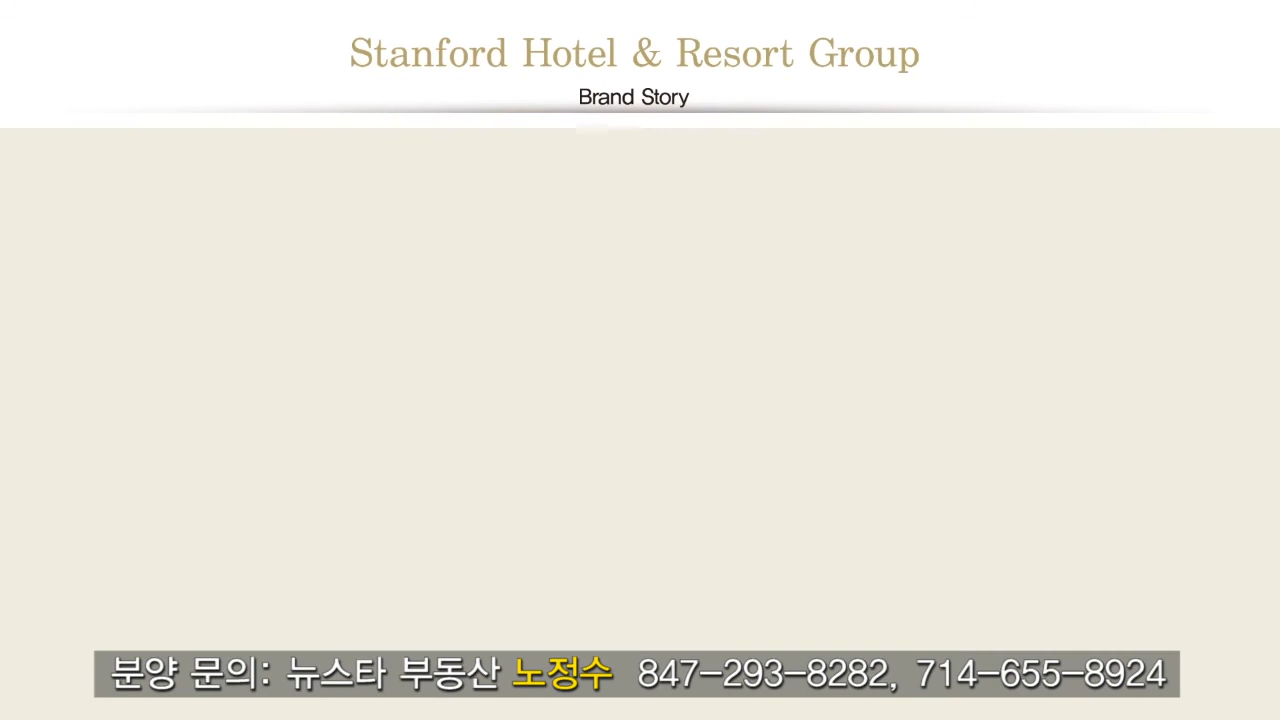 Stanford Hotel & Resort Group
Brand Story
분양 문의: 뉴스타 부동산 노정수 847-293-8282, 714-655-8924